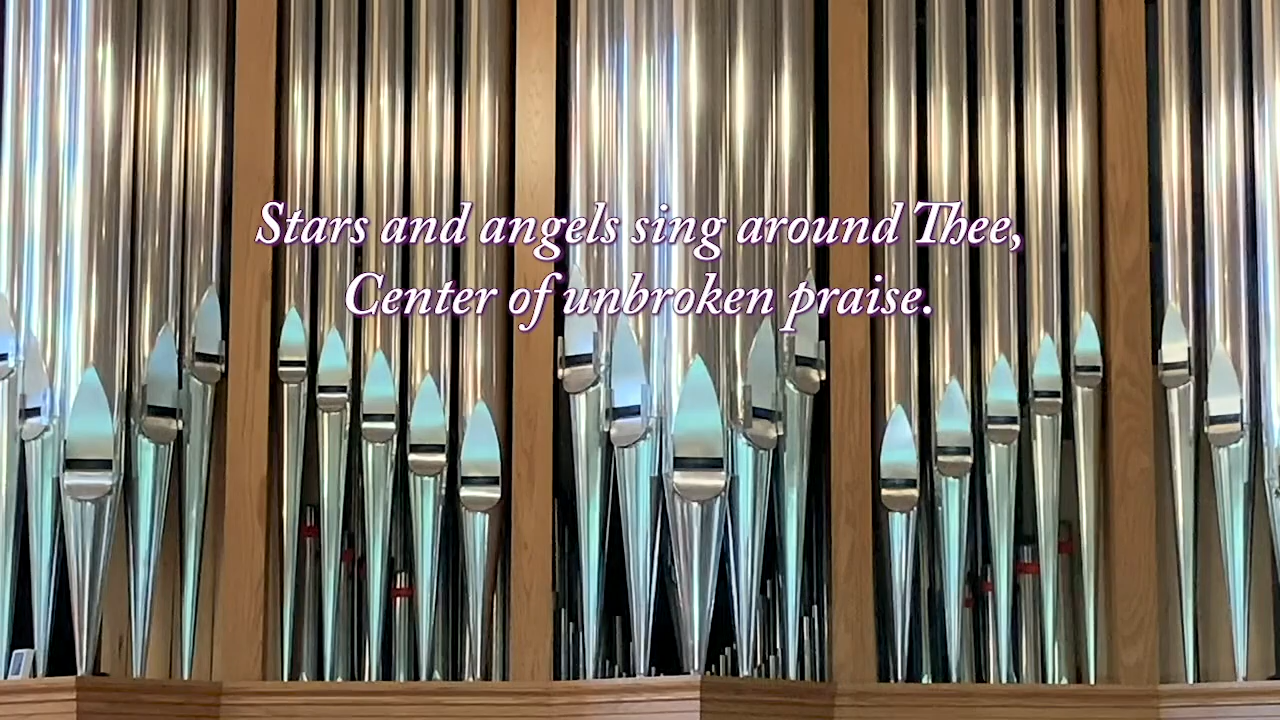 Stars and angels sing around Thee,
Center of unbroken praise.